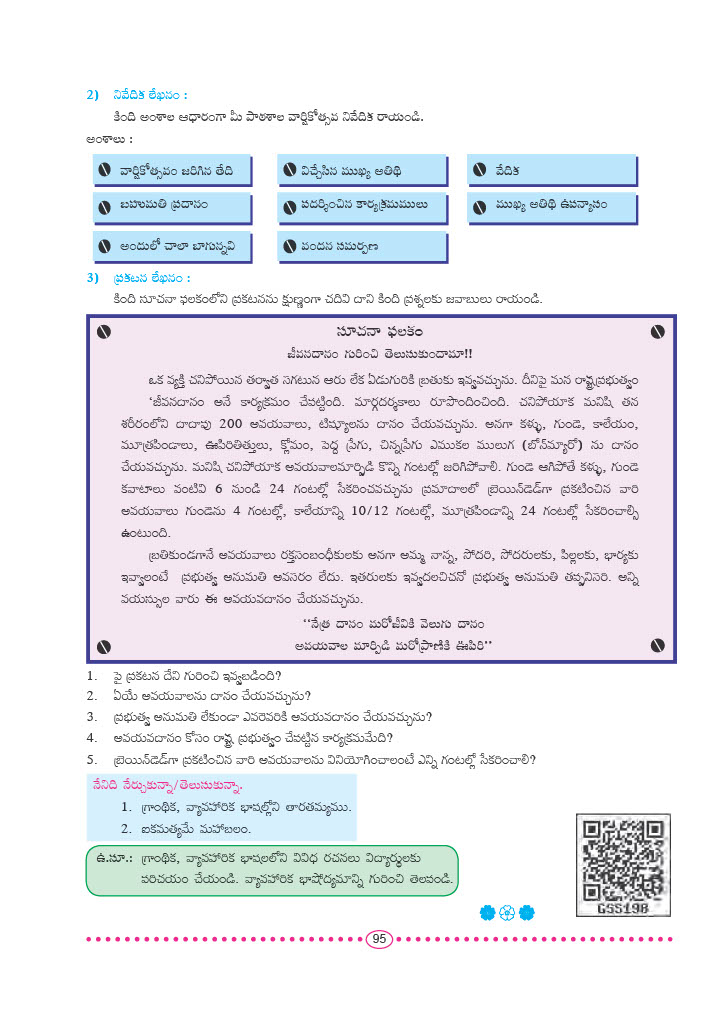 2) నివేదిక లేఖనం :
కింది అంశాల ఆధారంగా మీ పాఠశాల వార్షికోత్సవ నివేదిక రాయండి.
అంశాలు :
వార్షికోత్సవం జరిగిన తేది
విచ్చేసిన ముఖ్య అతిథి
వేదిక
బహుమతి ప్రదానం
పదర్శించిన కార్యక్రమములు
ముఖ్య అతిథి ఉపన్యాసం
అందులో చాలా బాగున్నవి
వందన సమర్పణ
3) ప్రకటన లేఖనం :
కింది సూచనా ఫలకంలోని ప్రకటనను క్షుణ్ణంగా చదివి దాని కింది ప్రశ్నలకు జవాబులు రాయండి.
సూచనా ఫలకం
జీవనదానం గురించి తెలుసుకుందామా!!
ఒక వ్యక్తి చనిపోయిన తర్వాత సగటున ఆరు లేక ఏడుగురికి బ్రతుకు ఇవ్వవచ్చును. దీనిపై మన రాష్ట్రప్రభుత్వం
‘జీవనదానం అనే కార్యక్రమం చేపట్టింది. మార్గదర్శకాలు రూపొందించింది. చనిపోయాక మనిషి తన
శరీరంలోని దాదాపు 200 అవయవాలు, టిష్యూలను దానం చేయవచ్చును. అనగా కళ్ళు, గుండె, కాలేయం,
మూత్రపిండాలు, ఊపిరితిత్తులు, క్లోమం, పెద్ద ప్రేగు, చిన్నప్రేగు ఎముకల ములుగ (బోన్‌మ్యారో) ను దానం
చేయవచ్చును. మనిషి చనిపోయాక అవయవాలమార్పిడి కొన్ని గంటల్లో జరిగిపోవాలి. గుండె ఆగిపోతే కళ్ళు, గుండె
కవాటాలు వంటివి 6 నుండి 24 గంటల్లో సేకరించవచ్చును ప్రమాదాలలో బ్రెయిన్‌డెడ్‌గా ప్రకటించిన వారి
అవయవాలు గుండెను 4 గంటల్లో, కాలేయాన్ని 10/12 గంటల్లో, మూత్రపిండాన్ని 24 గంటల్లో సేకరించాల్సి
ఉంటుంది.
బ్రతికుండగానే అవయవాలు రక్తసంబంధీకులకు అనగా అమ్మ నాన్న, సోదరి, సోదరులకు, పిల్లలకు, భార్యకు
ఇవ్వాలంటే ప్రభుత్వ అనుమతి అవసరం లేదు. ఇతరులకు ఇవ్వదలచినచో ప్రభుత్వ అనుమతి తప్పనిసరి. అన్ని
వయస్సుల వారు ఈ అవయవదానం చేయవచ్చును.
‘‘నేత్ర దానం మరోజీవికి వెలుగు దానం
అవయవాల మార్పిడి మరోప్రాణికి ఊపిరి’’
1. పై ప్రకటన దేని గురించి ఇవ్వబడింది?
2. ఏయే అవయవాలను దానం చేయవచ్చును?
3. ప్రభుత్వ అనుమతి లేకుండా ఎవరెవరికి అవయవదానం చేయవచ్చును?
4. అవయవదానం కోసం రాష్ట్ర ప్రభుత్వం చేపట్టిన కార్యక్రమమేది?
5. బ్రెయిన్‌డెడ్‌గా ప్రకటించిన వారి అవయవాలను వినియోగించాలంటే ఎన్ని గంటల్లో సేకరించాలి?
నేనిది నేర్చుకున్నా/తెలుసుకున్నా.
1. గ్రాంథిక, వ్యావహారిక భాషల్లోని తారతమ్యము.
2. ఐకమత్యమే మహాబలం.
ఉ.సూ.: గ్రాంథిక, వ్యావహారిక భాషలలోని వివిధ రచనలు విద్యార్థులకు
పరిచయం చేయండి. వ్యావహారిక భాషోద్యమాన్ని గురించి తెలపండి.
GSS198
95